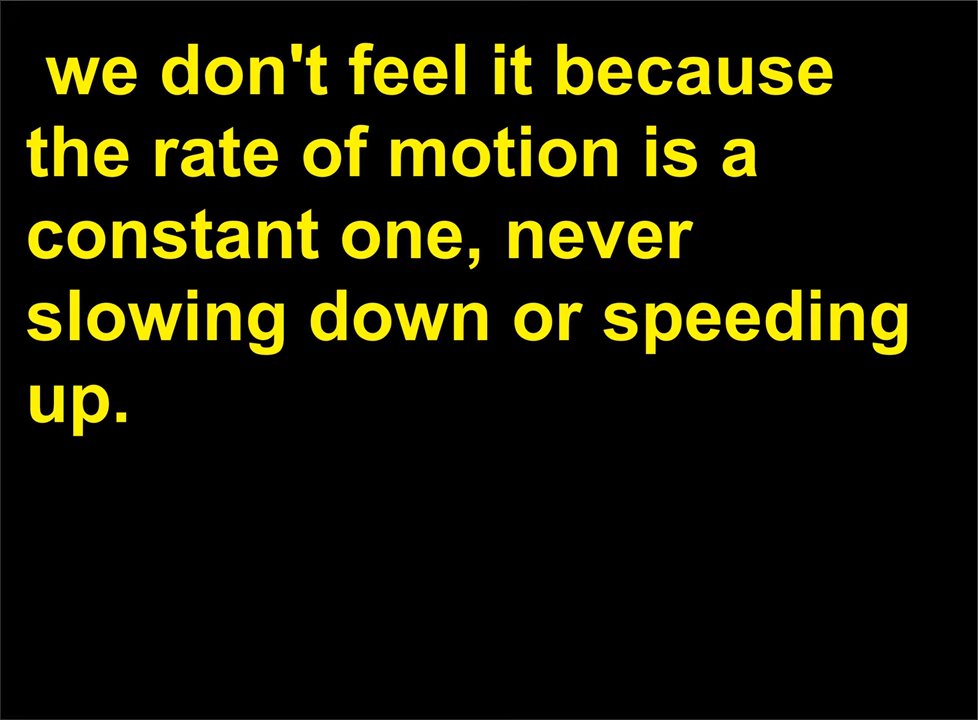 we don't feel it because
the rate of motion is a
constant one, never
slowing down or speeding
up.